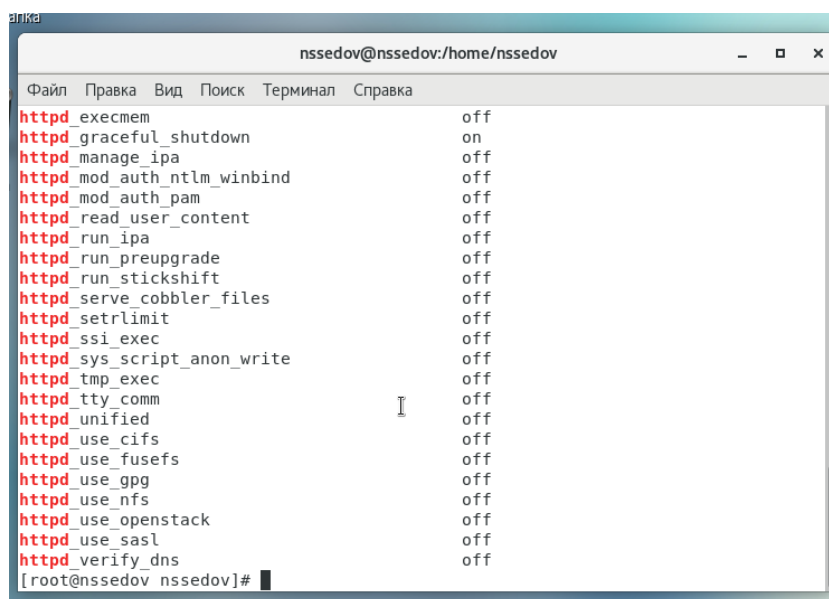 nssedov@nssedov:/home/nssedov
Файл Правка Вид Поиск Терминал Справка
httpd_execmem off
httpd_graceful_shutdown on
httpd_manage_ipa off
httpd_mod_auth_ntlm_winbind off
httpd_mod_auth_pam off
httpd_read_user_content off
httpd_run_ipa off
httpd_run_preupgrade off
httpd_run_stickshift off
httpd_serve_cobbler_files off
httpd_setrlimit off
httpd_ssi_exec off
httpd_sys_script_anon_write off
httpd_tmp_exec off
httpd_tty_comm off
httpd_unified off
httpd_use_cifs off
httpd_use_fusefs off
httpd_use_gpg off
httpd_use_nfs off
httpd_use_openstack off
httpd_use_sasl off
httpd_verify_dns off
[root@nssedov nssedov]#